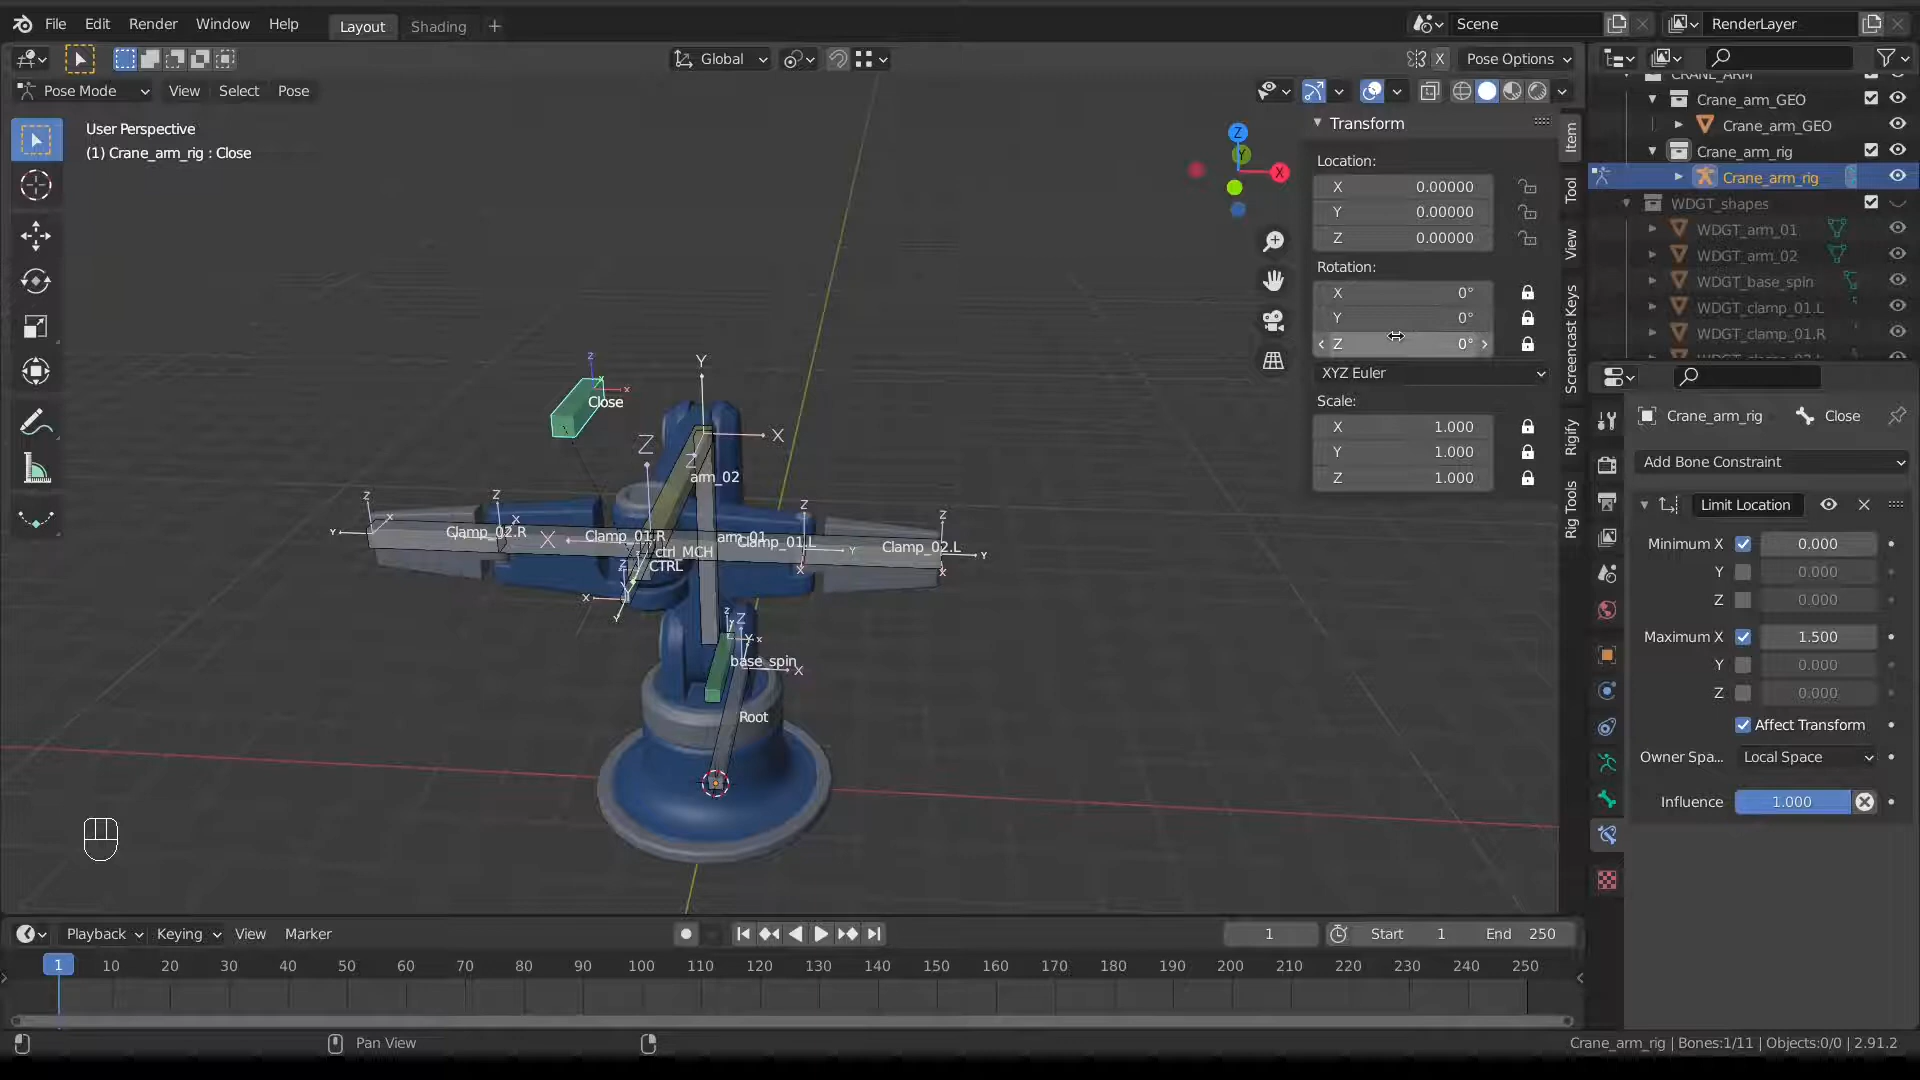 File Edit Render Window Help Layout Shading + Scene RenderLayer
Global X Pose Options
Pose Mode View Select Pose
User Perspective
(1) Crane_arm_rig : Close
Transform
Location:
X 0.00000
Y 0.00000
Z 0.00000
Rotation:
X 0°
Y 0°
Z 0°
XYZ Euler
Scale:
X 1.000
Y 1.000
Z 1.000
Item
Tool
View
Screencast Keys
Rigify
Rig Tools
Z
Y
X
Close
arm_02
Clamp_02.R
Clamp_01.R
arm_01
Clamp_01.L
Clamp_02.L
ctrl_MCH
CTRL
base_spin
Root
CRANE_ARM
Crane_arm_GEO
Crane_arm_GEO
Crane_arm_rig
Crane_arm_rig
WDGT_shapes
WDGT_arm_01
WDGT_arm_02
WDGT_base_spin
WDGT_clamp_01.L
WDGT_clamp_01.R
Crane_arm_rig Close
Add Bone Constraint
Limit Location
Minimum X 0.000
Y 0.000
Z 0.000
Maximum X 1.500
Y 0.000
Z 0.000
Affect Transform
Owner Spa... Local Space
Influence 1.000
Playback Keying View Marker 1 Start 1 End 250
1 10 20 30 40 50 60 70 80 90 100 110 120 130 140 150 160 170 180 190 200 210 220 230 240 250
Pan View
Crane_arm_rig | Bones:1/11 | Objects:0/0 | 2.91.2